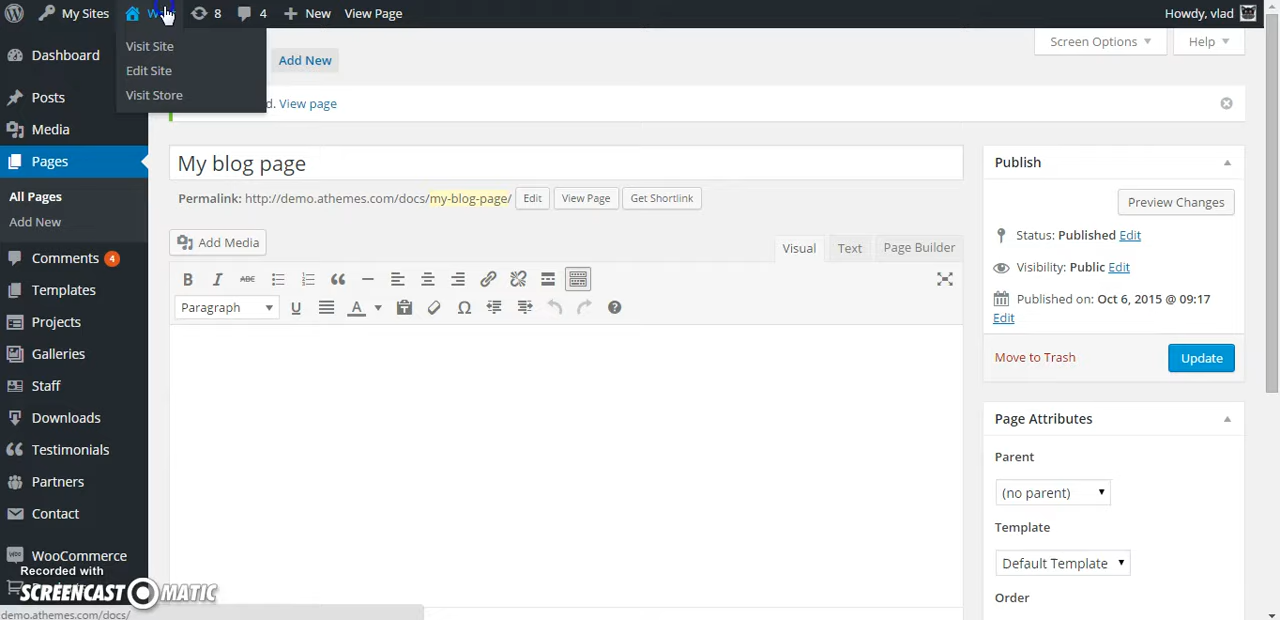 My Sites
8
4
New
View Page
Howdy, vlad
Visit Site
Edit Site
Visit Store
Dashboard
Posts
Media
Pages
All Pages
Add New
Comments 4
Templates
Projects
Galleries
Staff
Downloads
Testimonials
Partners
Contact
WooCommerce
Recorded with
SCREENCAST-O-MATIC
demo.athemes.com/docs/
Add New
Screen Options
Help
d. View page
My blog page
Permalink: http://demo.athemes.com/docs/my-blog-page/ Edit View Page Get Shortlink
Add Media
Visual Text Page Builder
B I ABC
Paragraph U A Ω
Publish
Preview Changes
Status: Published Edit
Visibility: Public Edit
Published on: Oct 6, 2015 @ 09:17
Edit
Move to Trash
Update
Page Attributes
Parent
(no parent)
Template
Default Template
Order